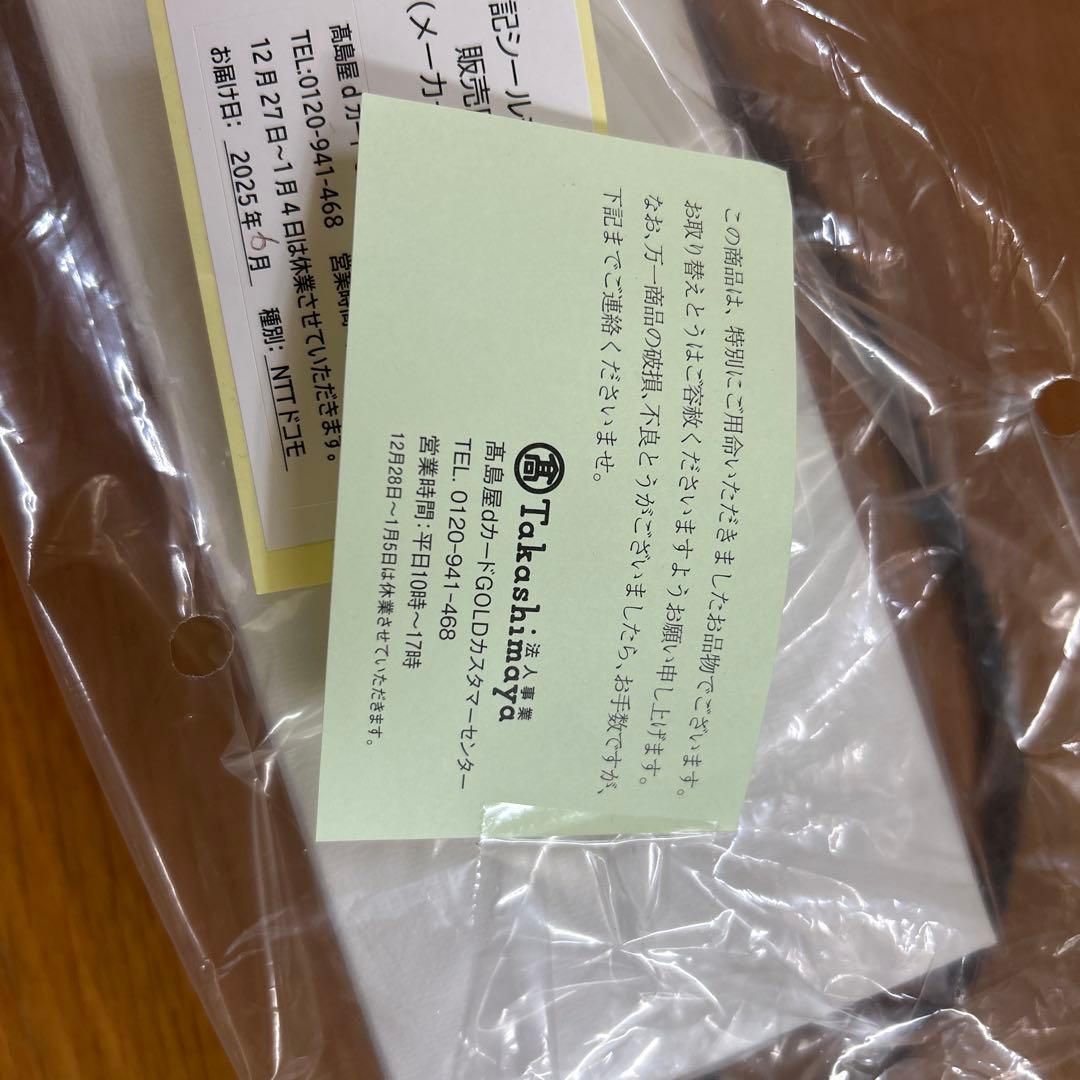 この商品は、特別にご用命いただきましたお品物でございます。
お取り替えとうはご容赦くださいますようお願い申し上げます。
なお、万一商品の破損、不良とうがございましたら、お手数ですが、
下記までご連絡くださいませ。
髙 Takashimaya 法人事業
髙島屋dカードGOLDカスタマーセンター
TEL. 0120-941-468
営業時間：平日10時〜17時
12月28日〜1月5日は休業させていただきます。
記シール
販売
（メーカー
髙島屋dカード
TEL:0120-941-468 営業時間
12月27日〜1月4日は休業させていただきます。
お届け日： 2025年6月 種別：NTTドコモ